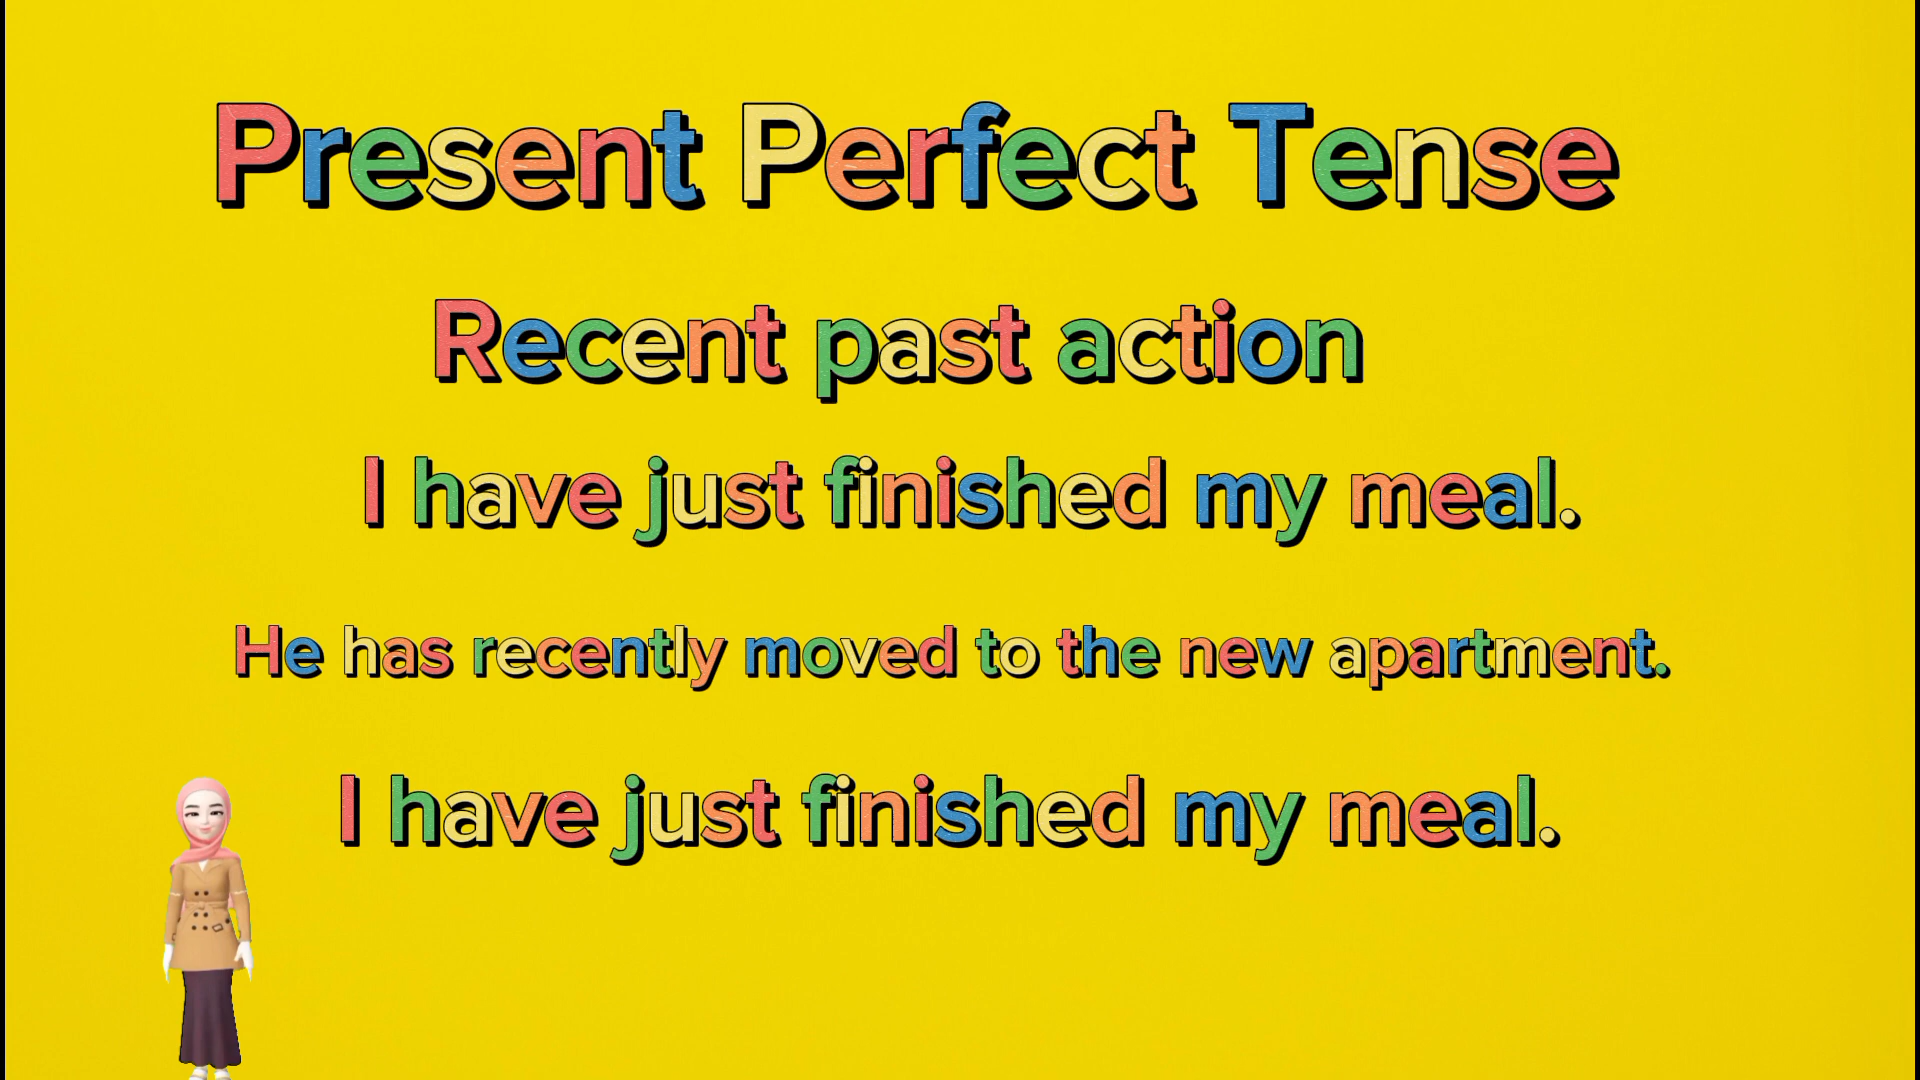 Present Perfect Tense
Recent past action
I have just finished my meal.
He has recently moved to the new apartment.
I have just finished my meal.